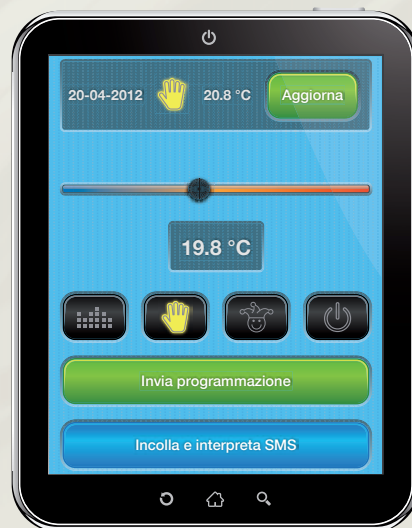 20-04-2012 20.8 °C Aggiorna
19.8 °C
Invia programmazione
Incolla e interpreta SMS